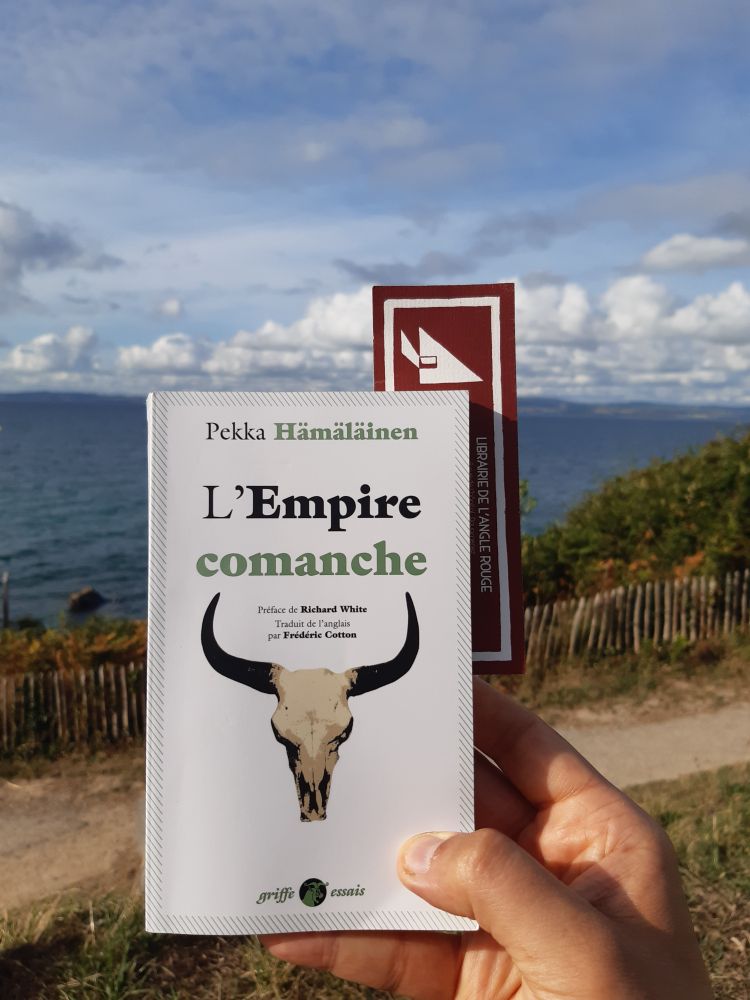 Pekka Hämäläinen
L'Empire
comanche
Préface de Richard White
Traduit de l'anglais
par Frédéric Cotton
griffe essais
LIBRAIRIE DE L'ANGLE ROUGE